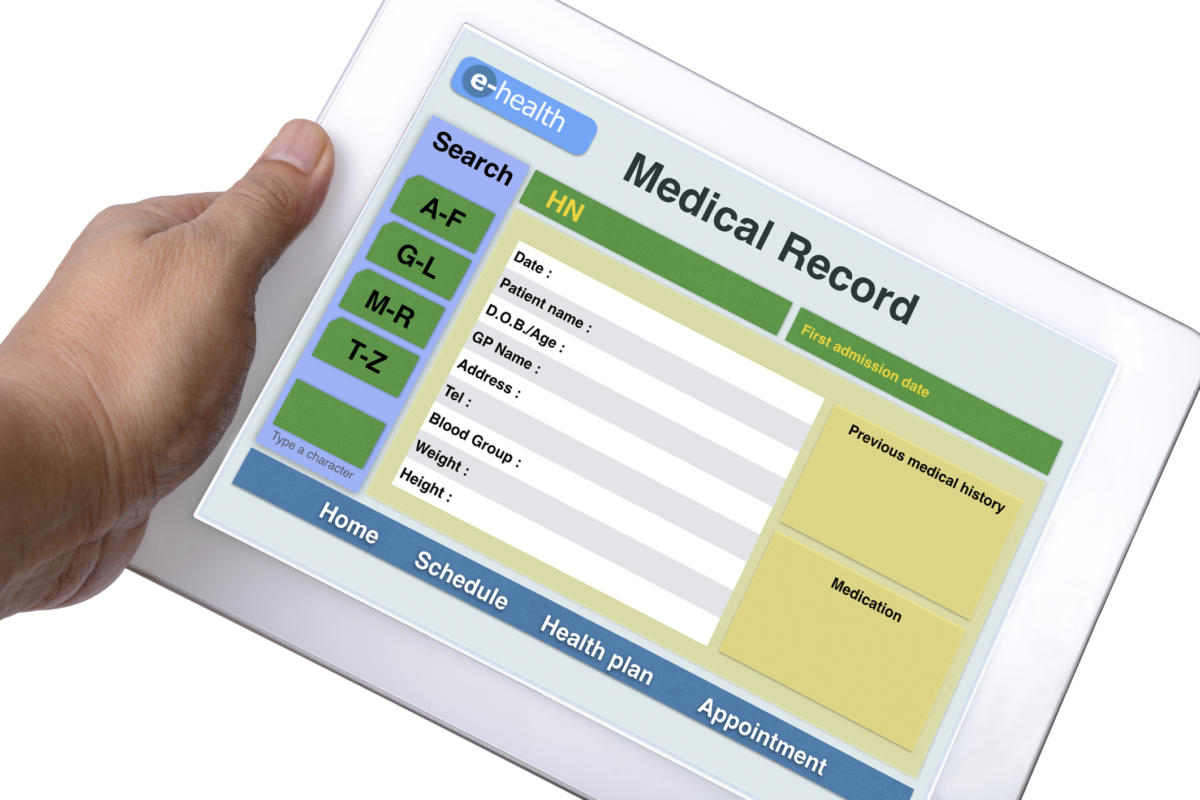 e-health
Medical Record
Search
A-F
G-L
M-R
T-Z
Type a character
HN
First admission date
Date :
Patient name :
D.O.B./Age :
GP Name :
Address :
Tel :
Blood Group :
Weight :
Height :
Previous medical history
Medication
Home
Schedule
Health plan
Appointment